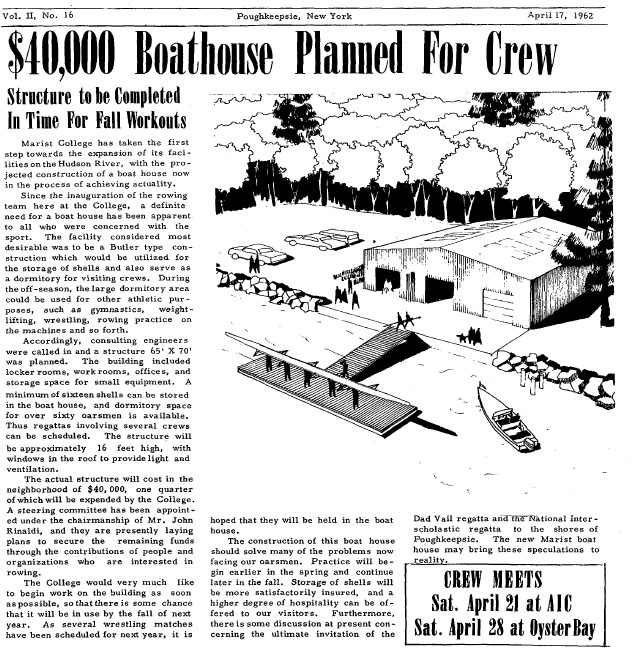 Vol. II, No. 16
Poughkeepsie, New York
April 17, 1962
$40,000 Boathouse Planned For Crew
Structure to be Completed
In Time For Fall Workouts
Marist College has taken the first
step towards the expansion of its faci-
lities on the Hudson River, with the pro-
jected construction of a boat house now
in the process of achieving actuality.
Since the inauguration of the rowing
team here at the College, a definite
need for a boat house has been apparent
to all who were concerned with the
sport. The facility considered most
desirable was to be a Butler type con-
struction which would be utilized for
the storage of shells and also serve as
a dormitory for visiting crews. During
the off-season, the large dormitory area
could be used for other athletic pur-
poses, such as gymnastics, weight-
lifting, wrestling, rowing practice on
the machines and so forth.
Accordingly, consulting engineers
were called in and a structure 65' X 70'
was planned. The building included
locker rooms, work rooms, offices, and
storage space for small equipment. A
minimum of sixteen shells can be stored
in the boat house, and dormitory space
for over sixty oarsmen is available.
Thus regattas involving several crews
can be scheduled. The structure will
be approximately 16 feet high, with
windows in the roof to provide light and
ventilation.
The actual structure will cost in the
neighborhood of $40,000, one quarter
of which will be expended by the College.
A steering committee has been appoint-
ed under the chairmanship of Mr. John
Rinaldi, and they are presently laying
plans to secure the remaining funds
through the contributions of people and
organizations who are interested in
rowing.
The College would very much like
to begin work on the building as soon
as possible, so that there is some chance
that it will be in use by the fall of next
year. As several wrestling matches
have been scheduled for next year, it is
hoped that they will be held in the boat
house.
The construction of this boat house
should solve many of the problems now
facing our oarsmen. Practice will be-
gin earlier in the spring and continue
later in the fall. Storage of shells will
be more satisfactorily insured, and a
higher degree of hospitality can be of-
fered to our visitors. Furthermore,
there is some discussion at present con-
cerning the ultimate invitation of the
Dad Vail regatta and the National Inter-
scholastic regatta to the shores of
Poughkeepsie. The new Marist boat
house may bring these speculations to
reality.
CREW MEETS
Sat. April 21 at AIC
Sat. April 28 at Oyster Bay